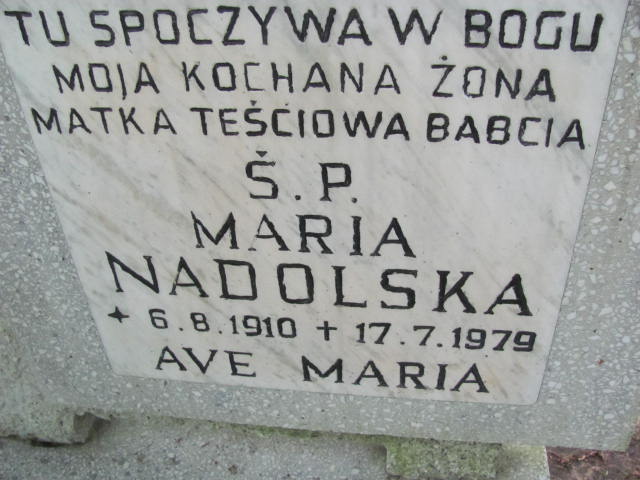 TU SPOCZYWA W BOGU
MOJA KOCHANA ŻONA
MATKA TEŚCIOWA BABCIA
Ś.P.
MARIA
NADOLSKA
+ 6.8.1910 + 17.7.1979
AVE MARIA